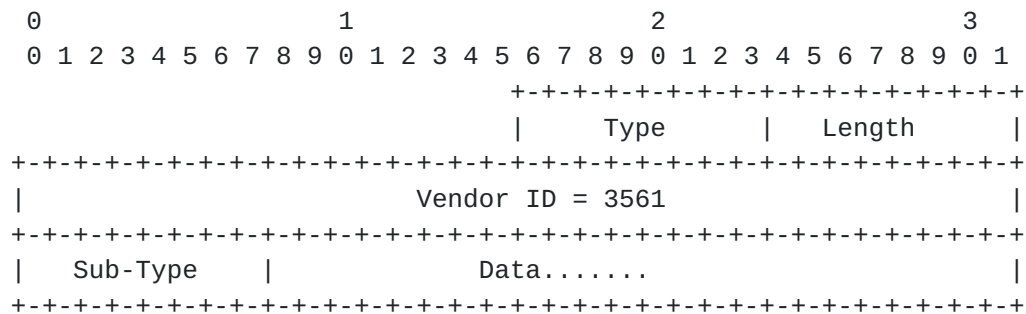 0                   1                   2                   3
 0 1 2 3 4 5 6 7 8 9 0 1 2 3 4 5 6 7 8 9 0 1 2 3 4 5 6 7 8 9 0 1
                                +-+-+-+-+-+-+-+-+-+-+-+-+-+-+-+-+
                                |     Type      |   Length      |
+-+-+-+-+-+-+-+-+-+-+-+-+-+-+-+-+-+-+-+-+-+-+-+-+-+-+-+-+-+-+-+-+
|                         Vendor ID = 3561                      |
+-+-+-+-+-+-+-+-+-+-+-+-+-+-+-+-+-+-+-+-+-+-+-+-+-+-+-+-+-+-+-+-+
|   Sub-Type    |             Data.......                       |
+-+-+-+-+-+-+-+-+-+-+-+-+-+-+-+-+-+-+-+-+-+-+-+-+-+-+-+-+-+-+-+-+